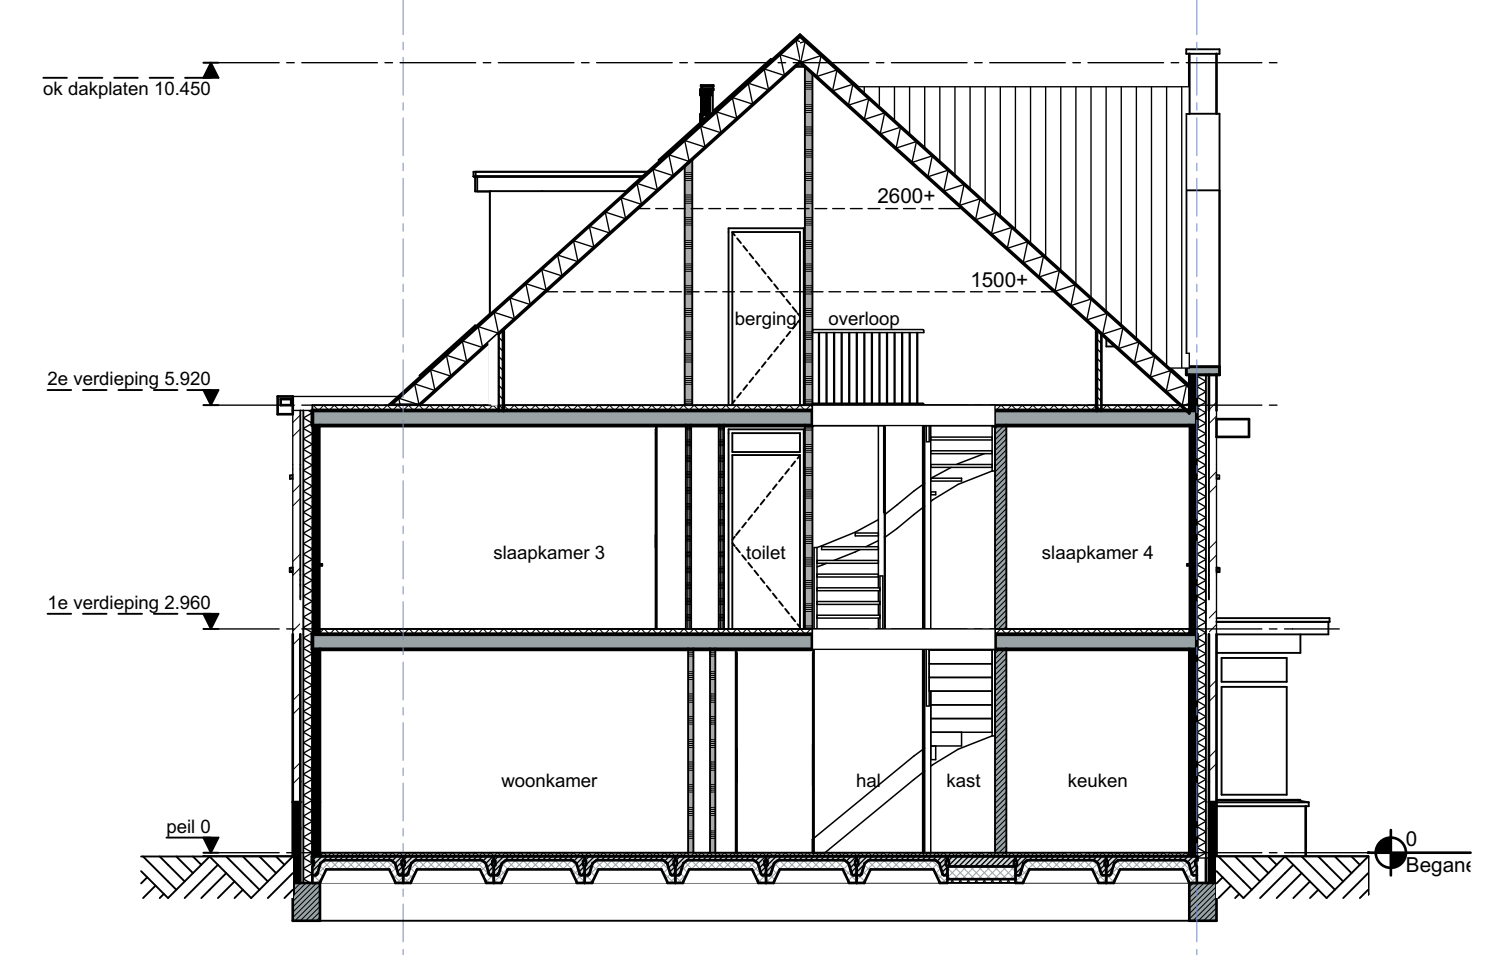 ok dakplaten 10.450
2600+
1500+
berging
overloop
2e verdieping 5.920
slaapkamer 3
toilet
slaapkamer 4
1e verdieping 2.960
woonkamer
hal
kast
keuken
peil 0
0
Begane